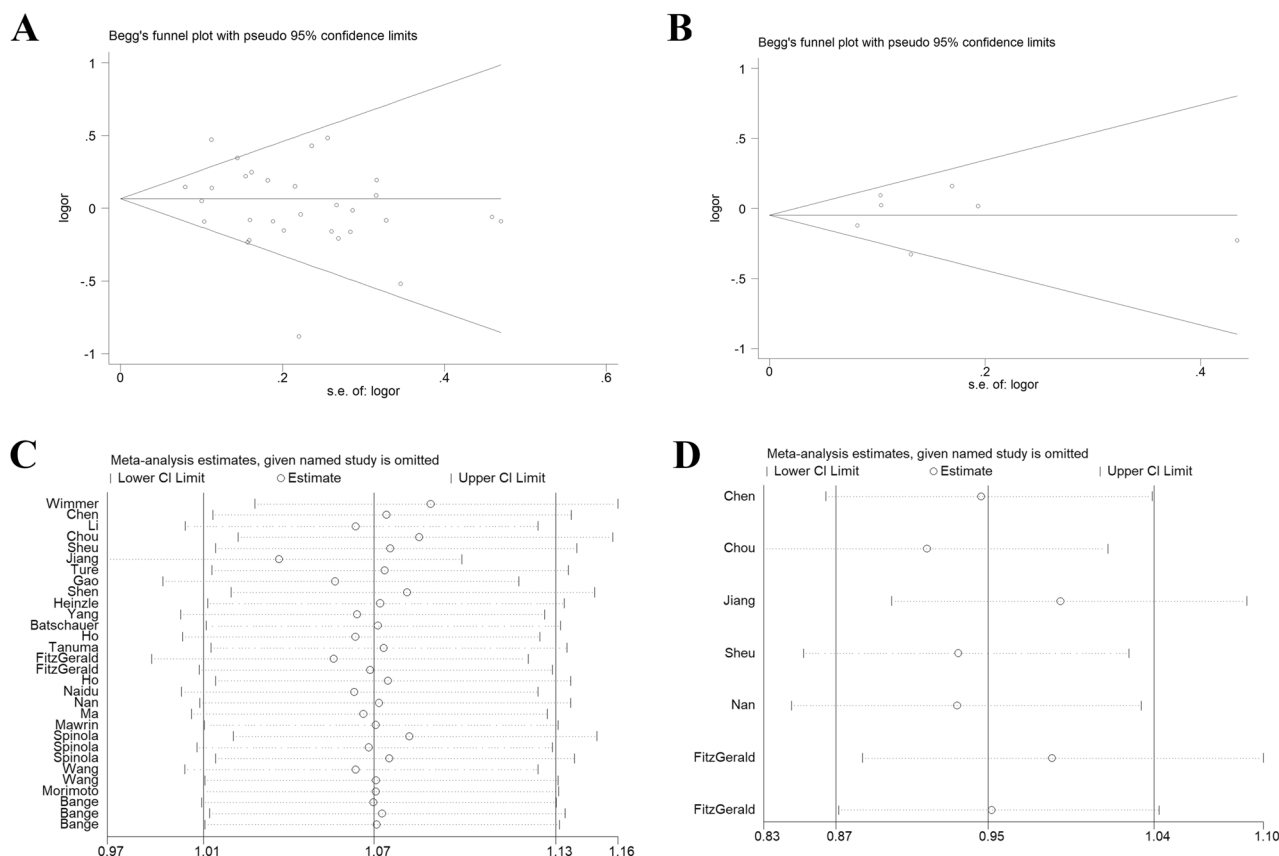 A
Begg's funnel plot with pseudo 95% confidence limits
1
.5
0
-.5
-1
logor
0 .2 .4 .6
s.e. of: logor
B
Begg's funnel plot with pseudo 95% confidence limits
1
.5
0
-.5
-1
logor
0 .2 .4
s.e. of: logor
C
Meta-analysis estimates, given named study is omitted
Lower CI Limit Estimate Upper CI Limit
Wimmer
Chen
Li
Chou
Sheu
Jiang
Ture
Gao
Shen
Heinzle
Yang
Batschauer
Ho
Tanuma
FitzGerald
FitzGerald
Ho
Naidu
Nan
Ma
Mawrin
Spinola
Spinola
Spinola
Wang
Wang
Morimoto
Bange
Bange
Bange
0.97 1.01 1.07 1.13 1.16
D
Meta-analysis estimates, given named study is omitted
Lower CI Limit Estimate Upper CI Limit
Chen
Chou
Jiang
Sheu
Nan
FitzGerald
FitzGerald
0.83 0.87 0.95 1.04 1.10